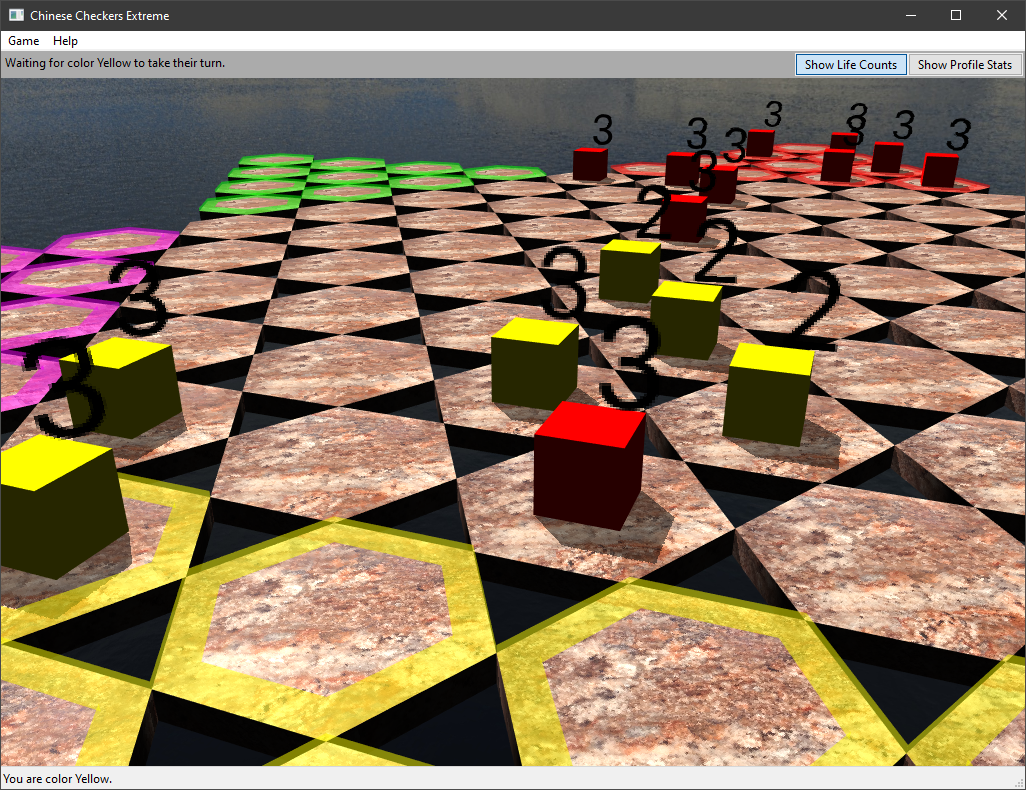 Chinese Checkers Extreme
Game Help
Waiting for color Yellow to take their turn.
Show Life Counts
Show Profile Stats
3
3
3
3
3
3
3
3
3
2
2
3
2
3
3
3
You are color Yellow.